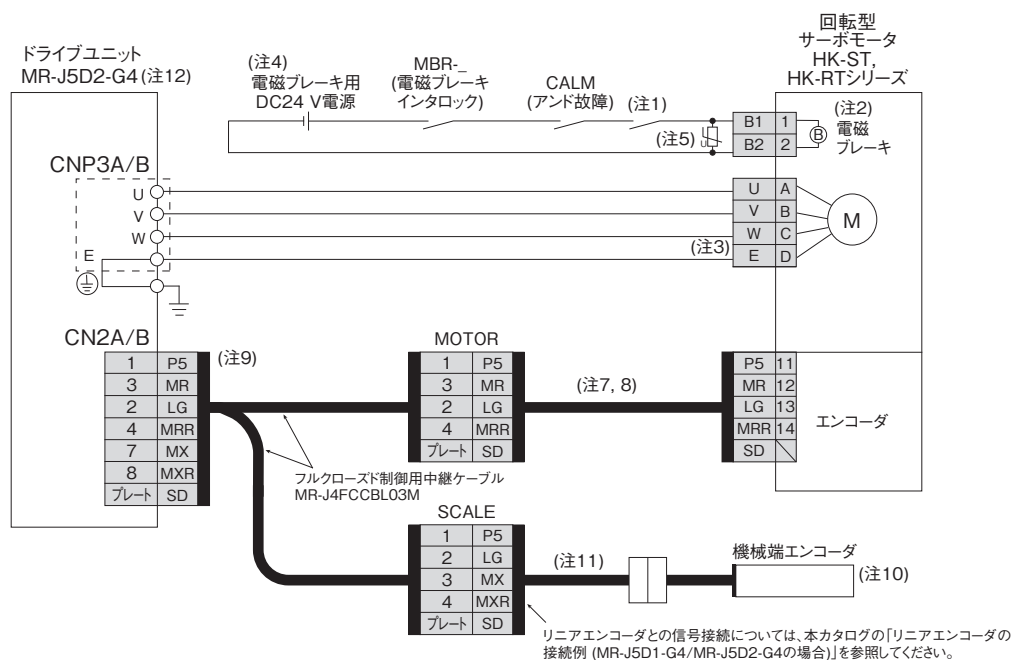 回転型
サーボモータ
HK-ST,
HK-RTシリーズ
ドライブユニット
MR-J5D2-G4(注12)
(注4)
電磁ブレーキ用
DC24 V電源
MBR-_
(電磁ブレーキ
インタロック)
CALM
(アンド故障)
(注1)
(注5)
U
B1 1
B2 2
B
(注2)
電磁
ブレーキ
CNP3A/B
U
V
W
E
(注3)
U A
V B
W C
E D
M
CN2A/B
1 P5
3 MR
2 LG
4 MRR
7 MX
8 MXR
プレート SD
(注9)
MOTOR
1 P5
3 MR
2 LG
4 MRR
プレート SD
(注7, 8)
P5 11
MR 12
LG 13
MRR 14
SD
エンコーダ
フルクローズド制御用中継ケーブル
MR-J4FCCBL03M
SCALE
1 P5
2 LG
3 MX
4 MXR
プレート SD
(注11)
機械端エンコーダ
(注10)
リニアエンコーダとの信号接続については、本カタログの「リニアエンコーダの
接続例 (MR-J5D1-G4/MR-J5D2-G4の場合)」を参照してください。